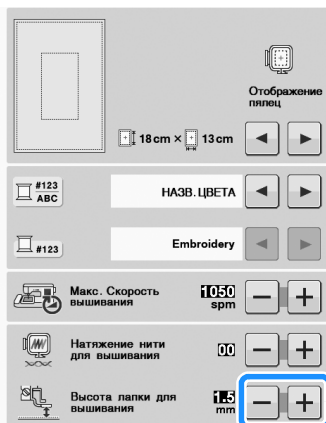 Отображение
пялец
18 cm × 13 cm
#123
ABC
НАЗВ. ЦВЕТА
#123
Embroidery
Макс. Скорость
вышивания
1050
spm
Натяжение нити
для вышивания
00
Высота лапки для
вышивания
1.5
mm